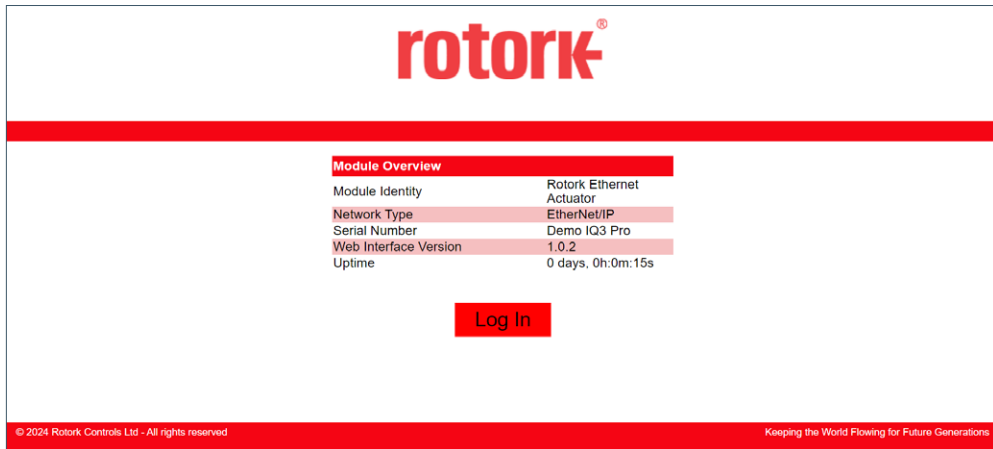 rotork®
Module Overview
Module Identity Rotork Ethernet
Actuator
Network Type EtherNet/IP
Serial Number Demo IQ3 Pro
Web Interface Version 1.0.2
Uptime 0 days, 0h:0m:15s
Log In
© 2024 Rotork Controls Ltd - All rights reserved Keeping the World Flowing for Future Generations